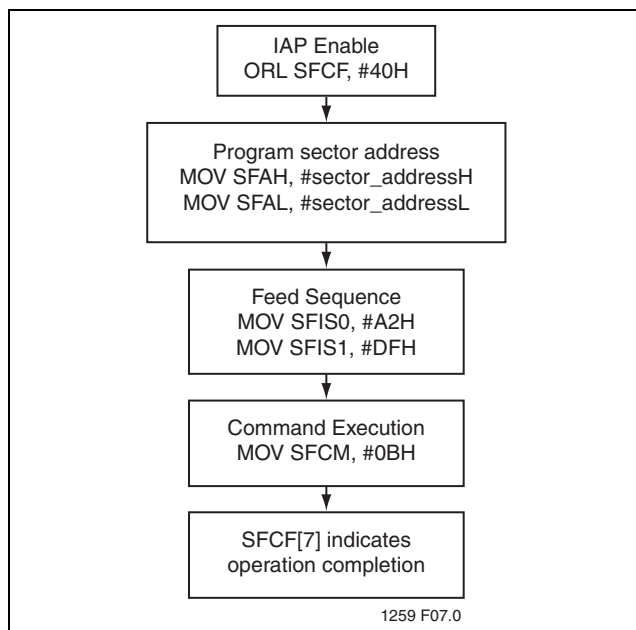 IAP Enable
ORL SFCF, #40H
Program sector address
MOV SFAH, #sector_addressH
MOV SFAL, #sector_addressL
Feed Sequence
MOV SFIS0, #A2H
MOV SFIS1, #DFH
Command Execution
MOV SFCM, #0BH
SFCF[7] indicates
operation completion
1259 F07.0